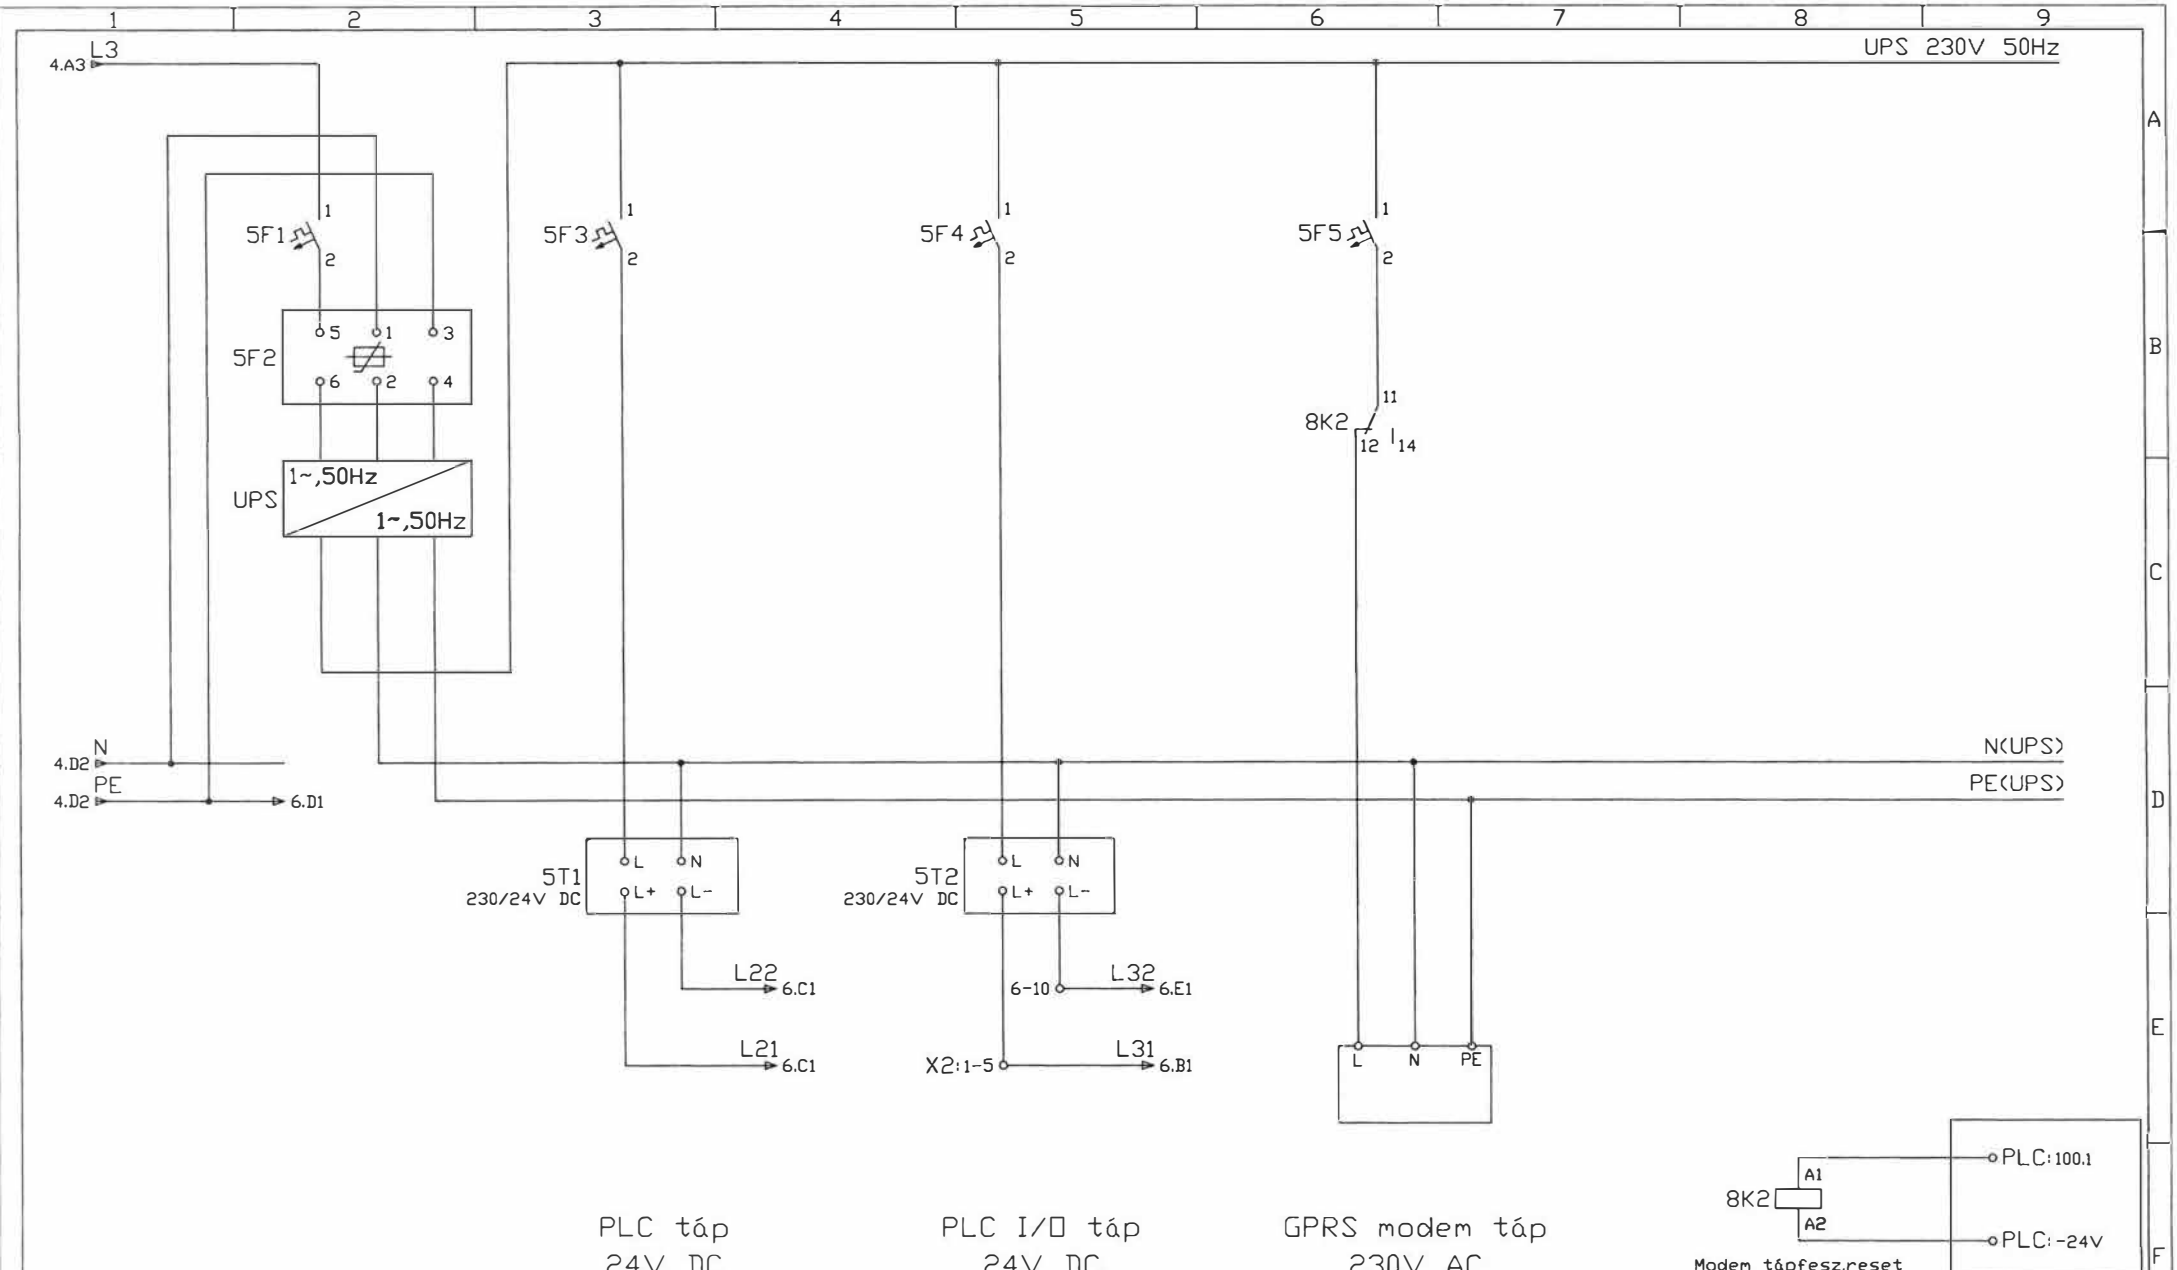 1 2 3 4 5 6 7 8 9
L3
4.A3
UPS 230V 50Hz
A
1
5F1
2
1
5F3
2
1
5F4
2
1
5F5
2
5 1 3
5F2
6 2 4
B
11
8K2
12 14
1~,50Hz
UPS
1~,50Hz
C
N
4.D2
PE
4.D2
6.D1
N(UPS)
PE(UPS)
D
L N
5T1
230/24V DC
L+ L-
L N
5T2
230/24V DC
L+ L-
L22
6.C1
L21
6.C1
L32
6-10
6.E1
L31
X2:1-5
6.B1
E
L N PE
PLC:100.1
A1
8K2
A2
PLC:-24V
Modem tápfesz.reset
F
PLC táp
24V DC
PLC I/O táp
24V DC
GPRS modem táp
230V AC